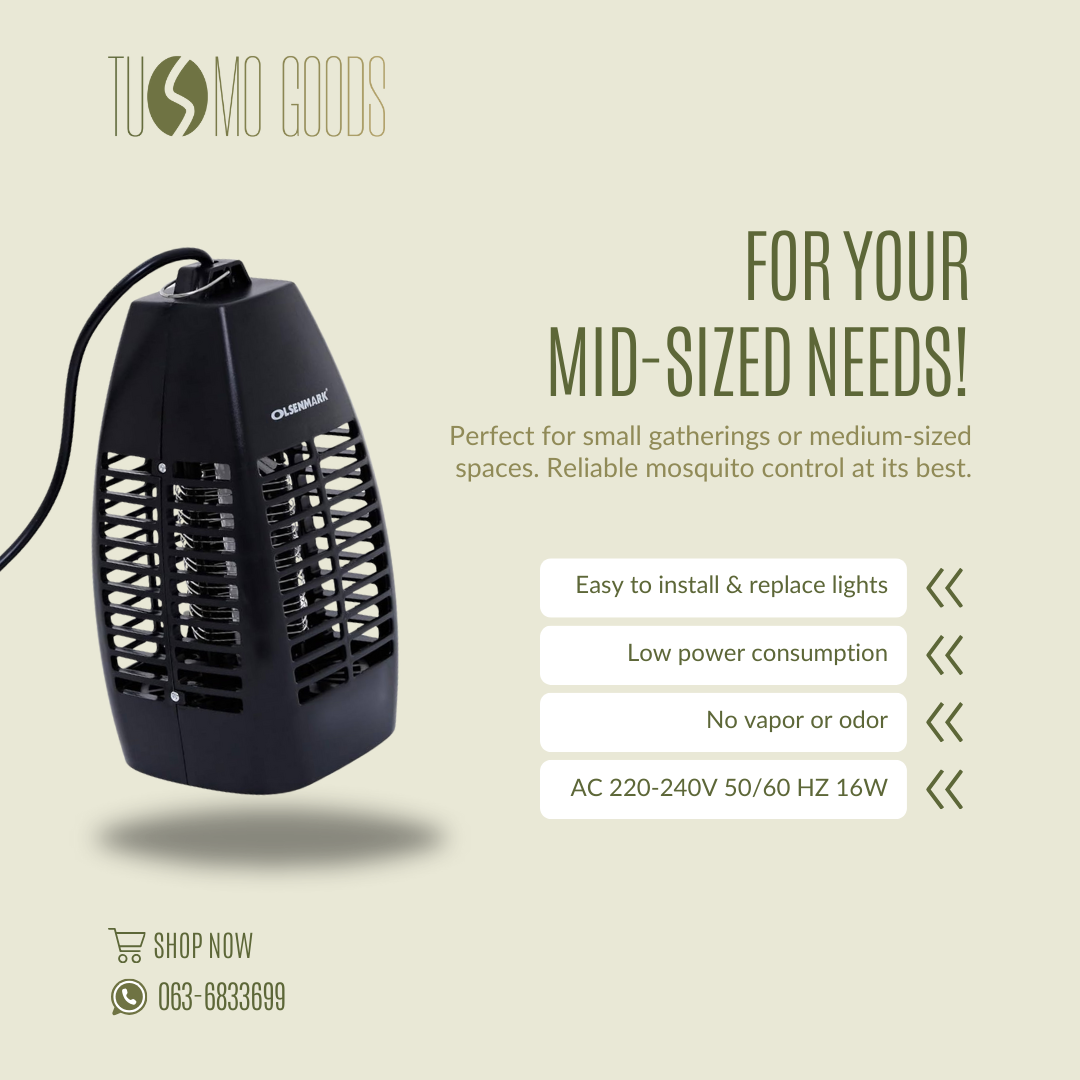 TUSMO GOODS
FOR YOUR
MID-SIZED NEEDS!
Perfect for small gatherings or medium-sized
spaces. Reliable mosquito control at its best.
OLSENMARK
Easy to install & replace lights
Low power consumption
No vapor or odor
AC 220-240V 50/60 HZ 16W
SHOP NOW
063-6833699